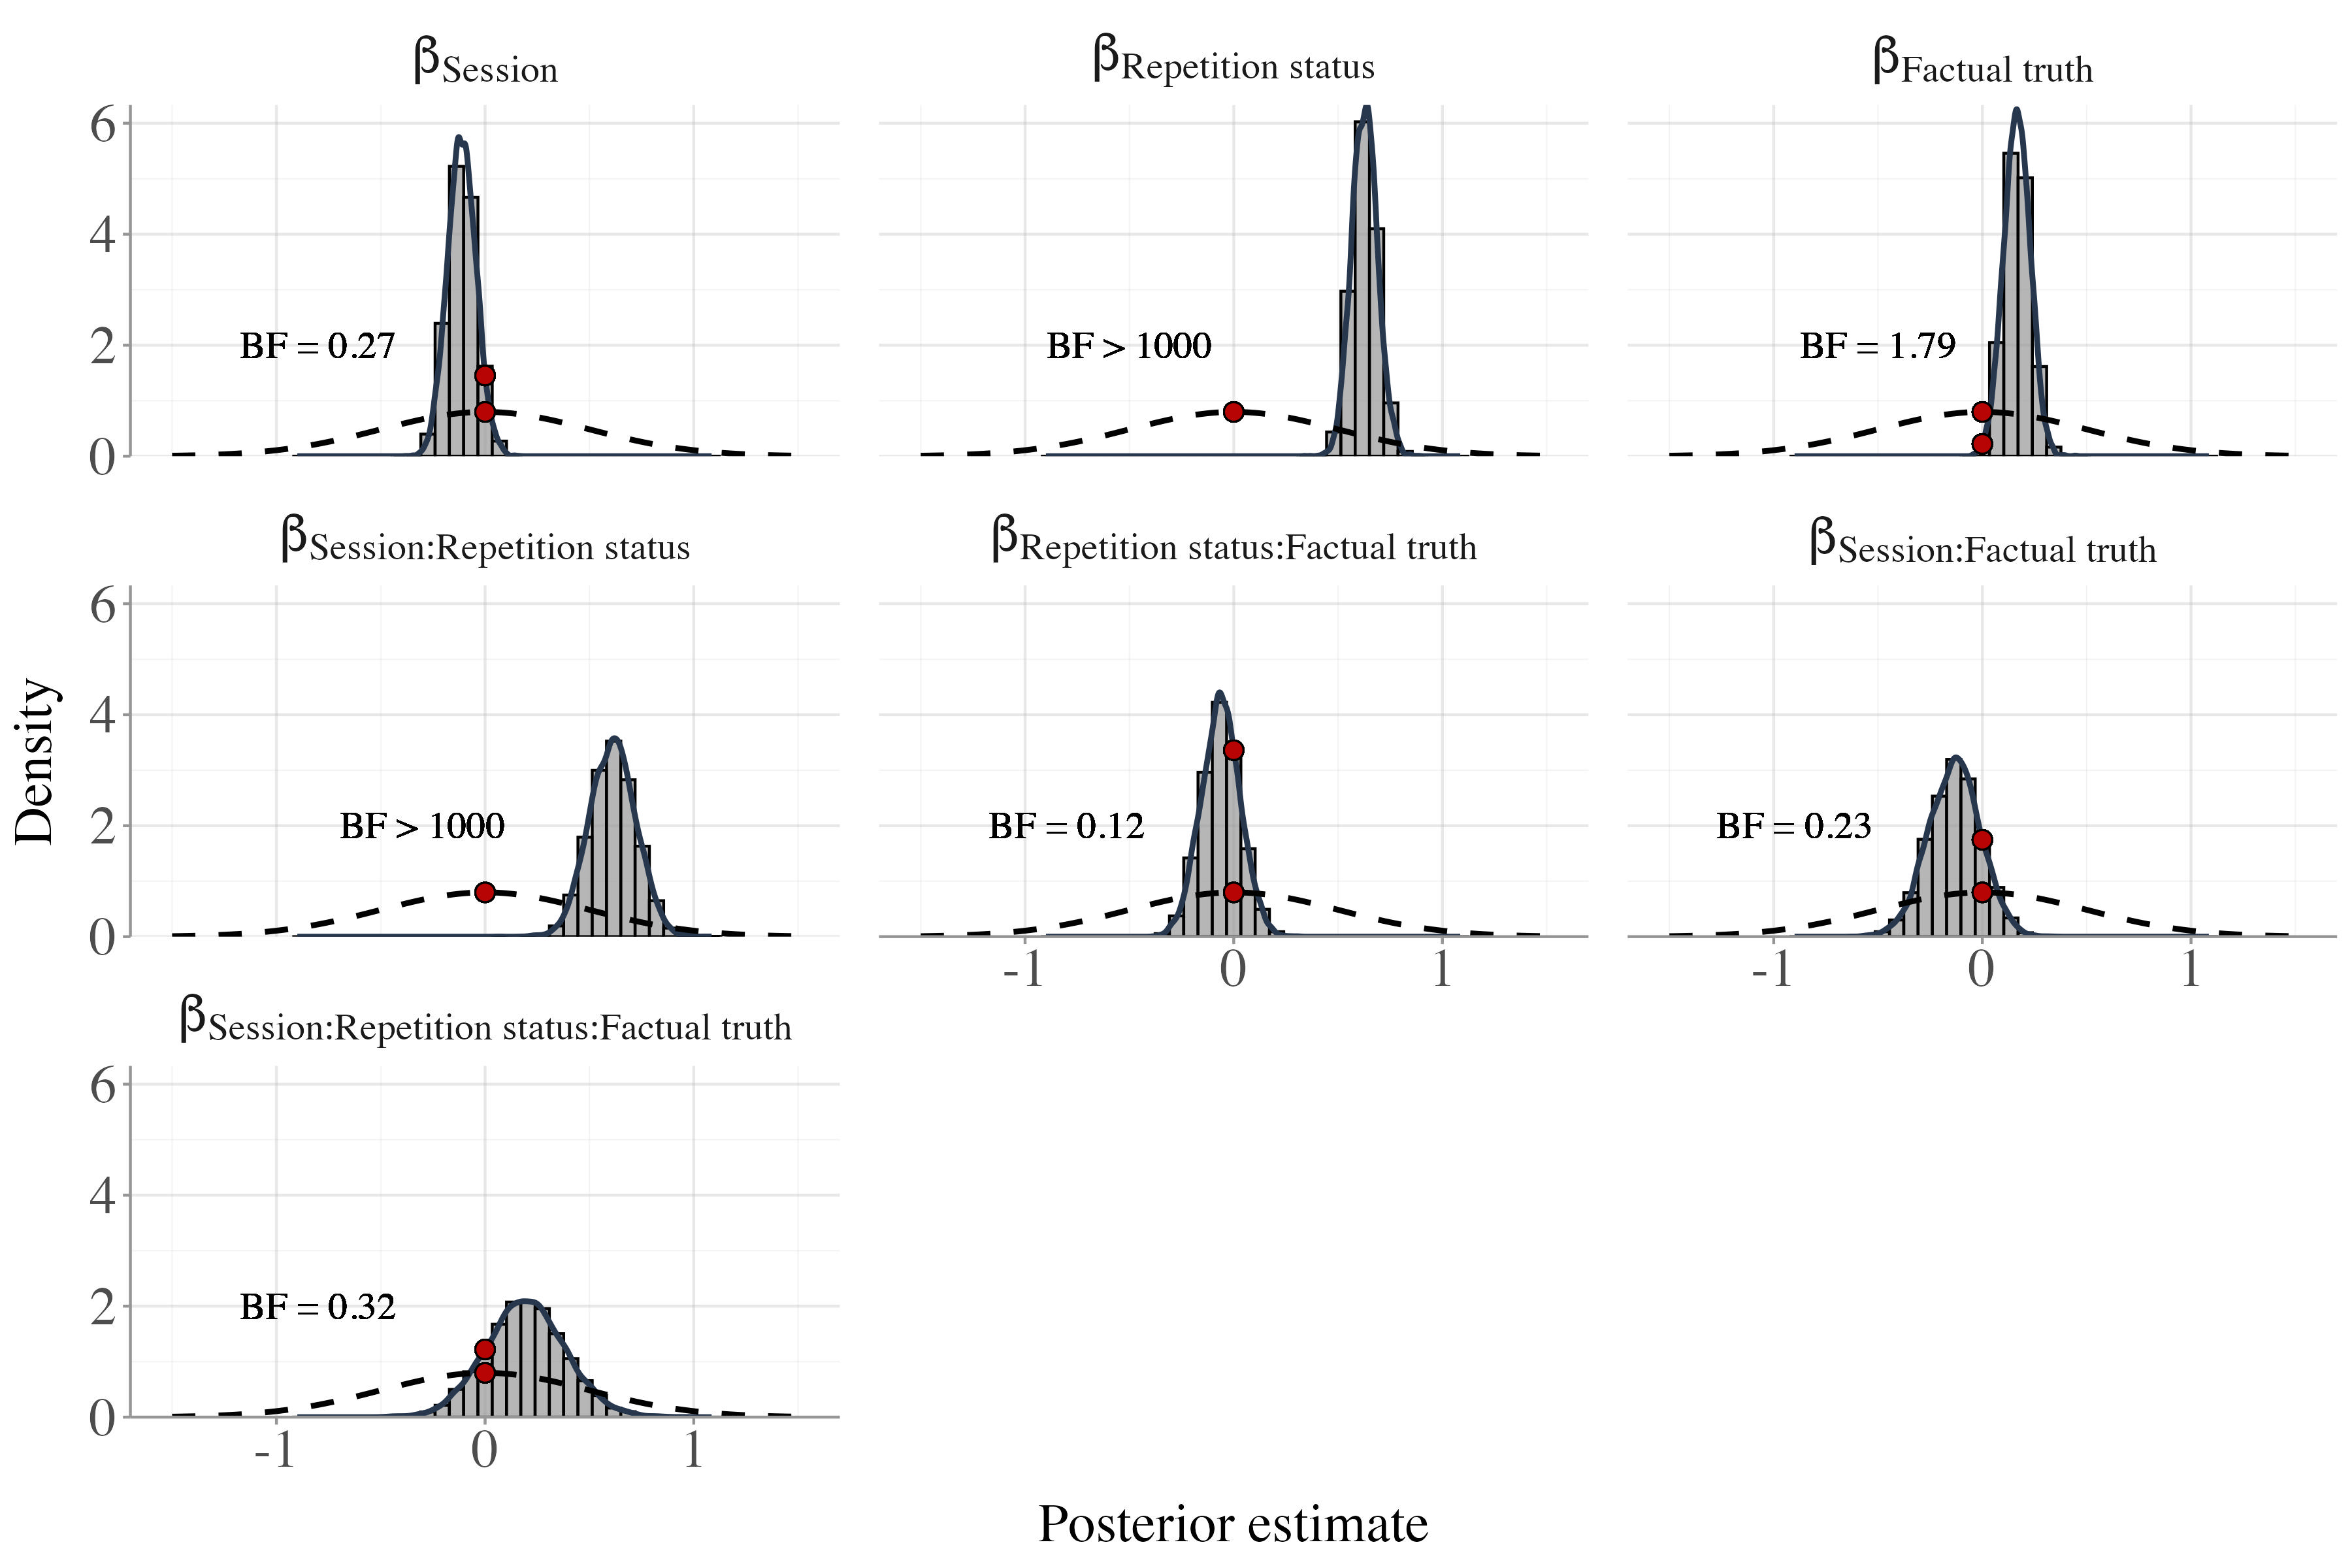 βSession
βRepetition status
βFactual truth
6
4
2
0
BF = 0.27
BF > 1000
BF = 1.79
βSession:Repetition status
βRepetition status:Factual truth
βSession:Factual truth
6
4
2
0
BF > 1000
BF = 0.12
BF = 0.23
-1 0 1
-1 0 1
βSession:Repetition status:Factual truth
6
4
2
0
BF = 0.32
-1 0 1
Density
Posterior estimate